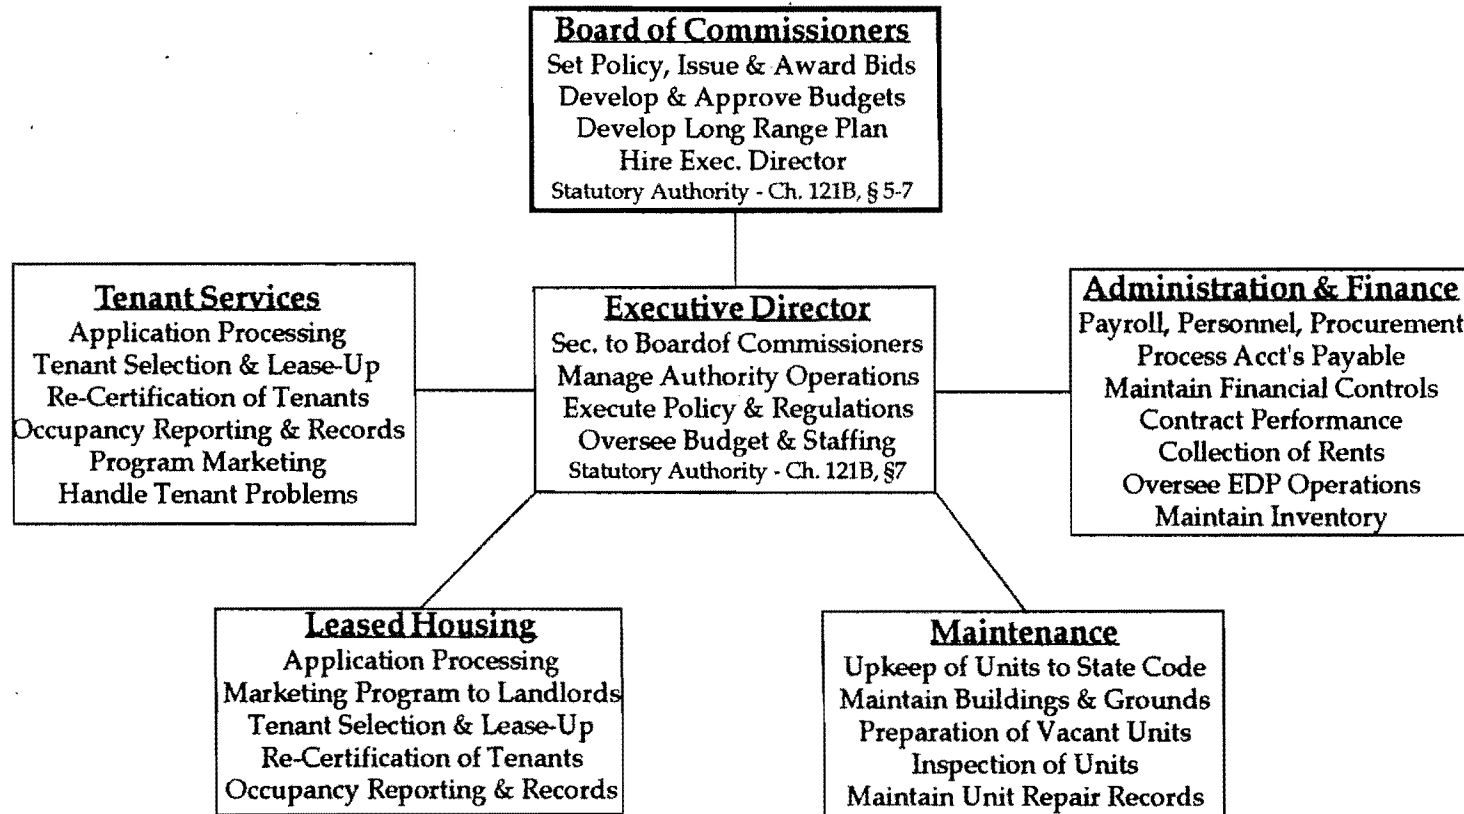 Board of Commissioners
Set Policy, Issue & Award Bids
Develop & Approve Budgets
Develop Long Range Plan
Hire Exec. Director
Statutory Authority - Ch. 121B, § 5-7
Tenant Services
Application Processing
Tenant Selection & Lease-Up
Re-Certification of Tenants
Occupancy Reporting & Records
Program Marketing
Handle Tenant Problems
Executive Director
Sec. to Boardof Commissioners
Manage Authority Operations
Execute Policy & Regulations
Oversee Budget & Staffing
Statutory Authority - Ch. 121B, §7
Administration & Finance
Payroll, Personnel, Procurement
Process Acct's Payable
Maintain Financial Controls
Contract Performance
Collection of Rents
Oversee EDP Operations
Maintain Inventory
Leased Housing
Application Processing
Marketing Program to Landlords
Tenant Selection & Lease-Up
Re-Certification of Tenants
Occupancy Reporting & Records
Maintenance
Upkeep of Units to State Code
Maintain Buildings & Grounds
Preparation of Vacant Units
Inspection of Units
Maintain Unit Repair Records